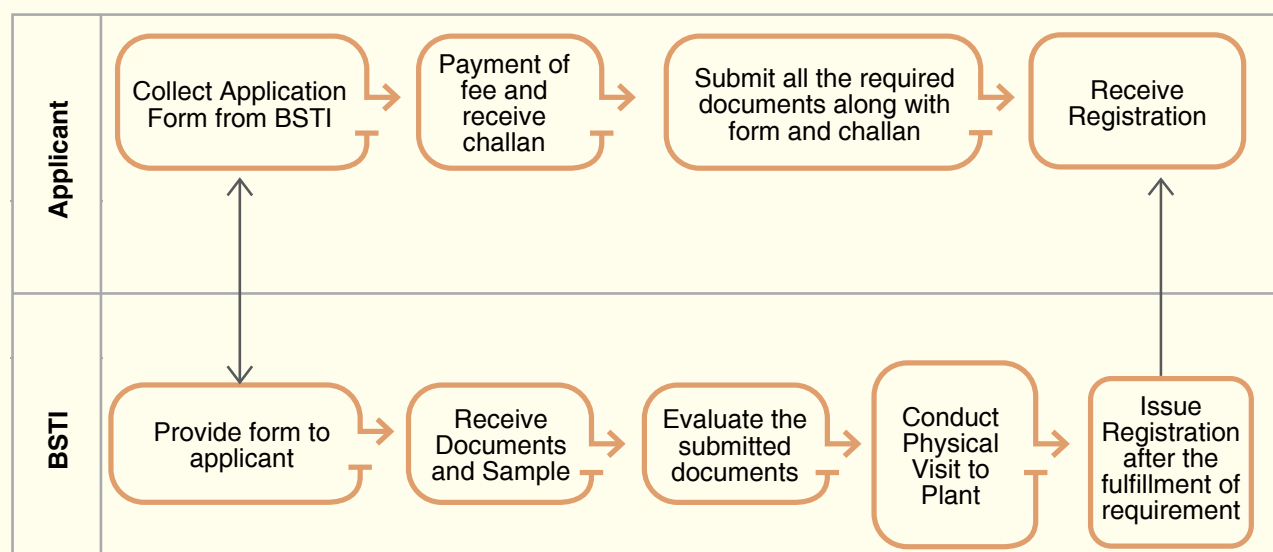 Applicant
Collect Application
Form from BSTI
Payment of
fee and
receive
challan
Submit all the required
documents along with
form and challan
Receive
Registration
BSTI
Provide form to
applicant
Receive
Documents
and Sample
Evaluate the
submitted
documents
Conduct
Physical
Visit to
Plant
Issue
Registration
after the
fulfillment of
requirement